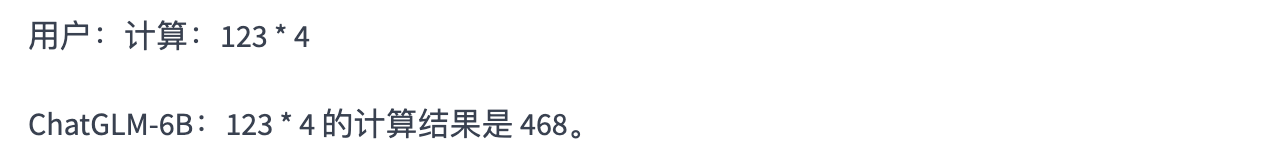 用户： 计算： 123 * 4
ChatGLM-6B：123 * 4 的计算结果是 468。